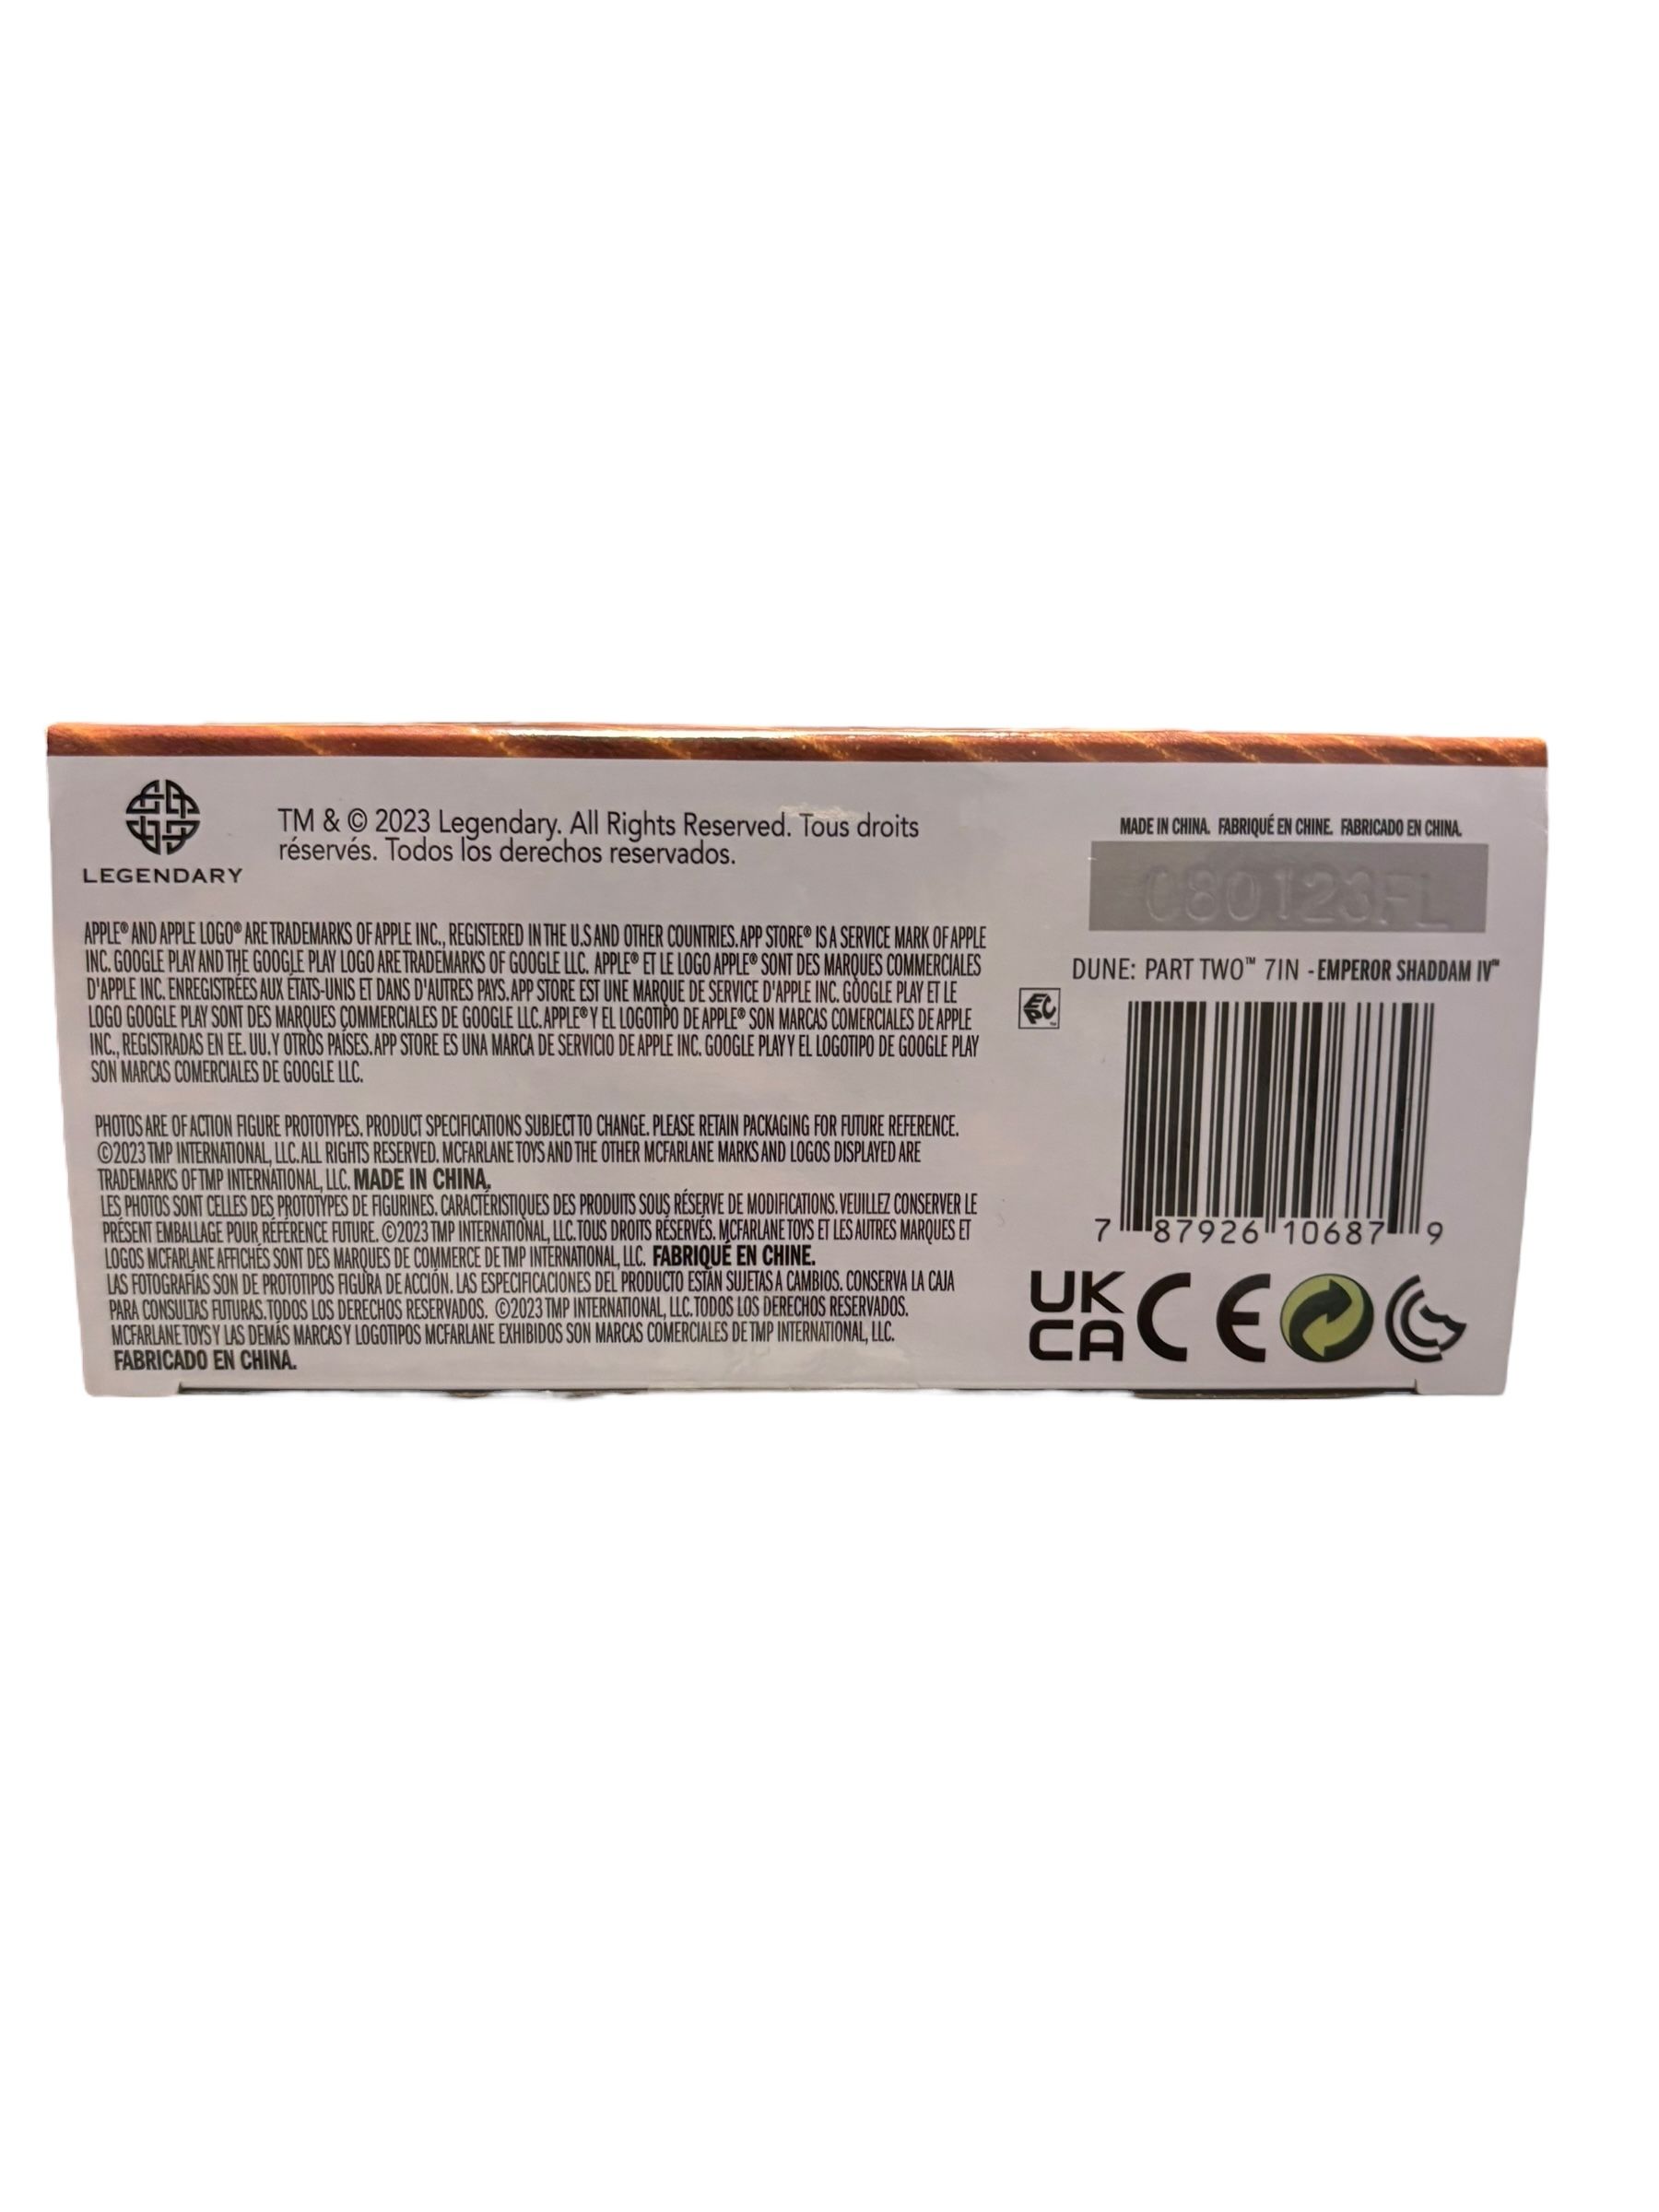 LEGENDARY
TM & © 2023 Legendary. All Rights Reserved. Tous droits
réservés. Todos los derechos reservados.
APPLE® AND APPLE LOGO® ARE TRADEMARKS OF APPLE INC., REGISTERED IN THE U.S AND OTHER COUNTRIES. APP STORE® IS A SERVICE MARK OF APPLE
INC. GOOGLE PLAY AND THE GOOGLE PLAY LOGO ARE TRADEMARKS OF GOOGLE LLC. APPLE® ET LE LOGO APPLE® SONT DES MARQUES COMMERCIALES
D'APPLE INC. ENREGISTRÉES AUX ÉTATS-UNIS ET DANS D'AUTRES PAYS. APP STORE EST UNE MARQUE DE SERVICE D'APPLE INC. GOOGLE PLAY ET LE
LOGO GOOGLE PLAY SONT DES MARQUES COMMERCIALES DE GOOGLE LLC. APPLE® Y EL LOGOTIPO DE APPLE® SON MARCAS COMERCIALES DE APPLE
INC., REGISTRADAS EN EE. UU. Y OTROS PAÍSES. APP STORE ES UNA MARCA DE SERVICIO DE APPLE INC. GOOGLE PLAY Y EL LOGOTIPO DE GOOGLE PLAY
SON MARCAS COMERCIALES DE GOOGLE LLC.
PHOTOS ARE OF ACTION FIGURE PROTOTYPES. PRODUCT SPECIFICATIONS SUBJECT TO CHANGE. PLEASE RETAIN PACKAGING FOR FUTURE REFERENCE.
©2023 TMP INTERNATIONAL, LLC. ALL RIGHTS RESERVED. MCFARLANE TOYS AND THE OTHER MCFARLANE MARKS AND LOGOS DISPLAYED ARE
TRADEMARKS OF TMP INTERNATIONAL, LLC. MADE IN CHINA.
LES PHOTOS SONT CELLES DES PROTOTYPES DE FIGURINES. CARACTÉRISTIQUES DES PRODUITS SOUS RÉSERVE DE MODIFICATIONS. VEUILLEZ CONSERVER LE
PRÉSENT EMBALLAGE POUR RÉFÉRENCE FUTURE. ©2023 TMP INTERNATIONAL, LLC. TOUS DROITS RÉSERVÉS. MCFARLANE TOYS ET LES AUTRES MARQUES ET
LOGOS MCFARLANE AFFICHÉS SONT DES MARQUES DE COMMERCE DE TMP INTERNATIONAL, LLC. FABRIQUÉ EN CHINE.
LAS FOTOGRAFÍAS SON DE PROTOTIPOS FIGURA DE ACCIÓN. LAS ESPECIFICACIONES DEL PRODUCTO ESTÁN SUJETAS A CAMBIOS. CONSERVA LA CAJA
PARA CONSULTAS FUTURAS. TODOS LOS DERECHOS RESERVADOS. ©2023 TMP INTERNATIONAL, LLC. TODOS LOS DERECHOS RESERVADOS.
MCFARLANE TOYS Y LAS DEMÁS MARCAS Y LOGOTIPOS MCFARLANE EXHIBIDOS SON MARCAS COMERCIALES DE TMP INTERNATIONAL, LLC.
FABRICADO EN CHINA.
MADE IN CHINA. FABRIQUÉ EN CHINE. FABRICADO EN CHINA.
080123FL
DUNE: PART TWO™ 7IN - EMPEROR SHADDAM IV™
EPC™
7 87926 10687 9
UK
CA CE